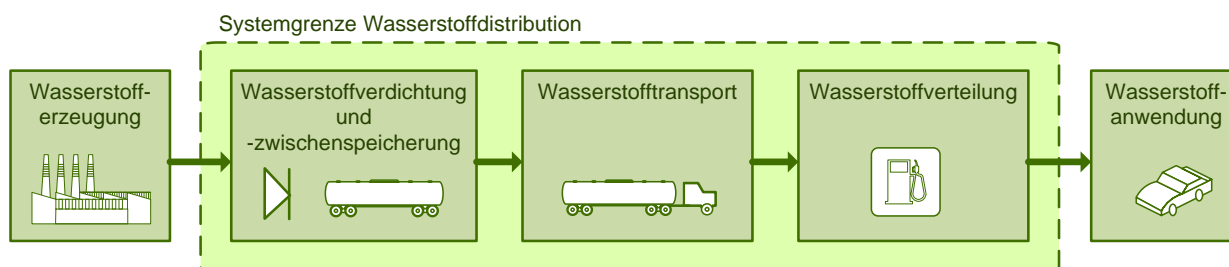 Systemgrenze Wasserstoffdistribution
Wasserstoff-
erzeugung
Wasserstoffverdichtung
und
-zwischenspeicherung
Wasserstofftransport
Wasserstoffverteilung
Wasserstoff-
anwendung